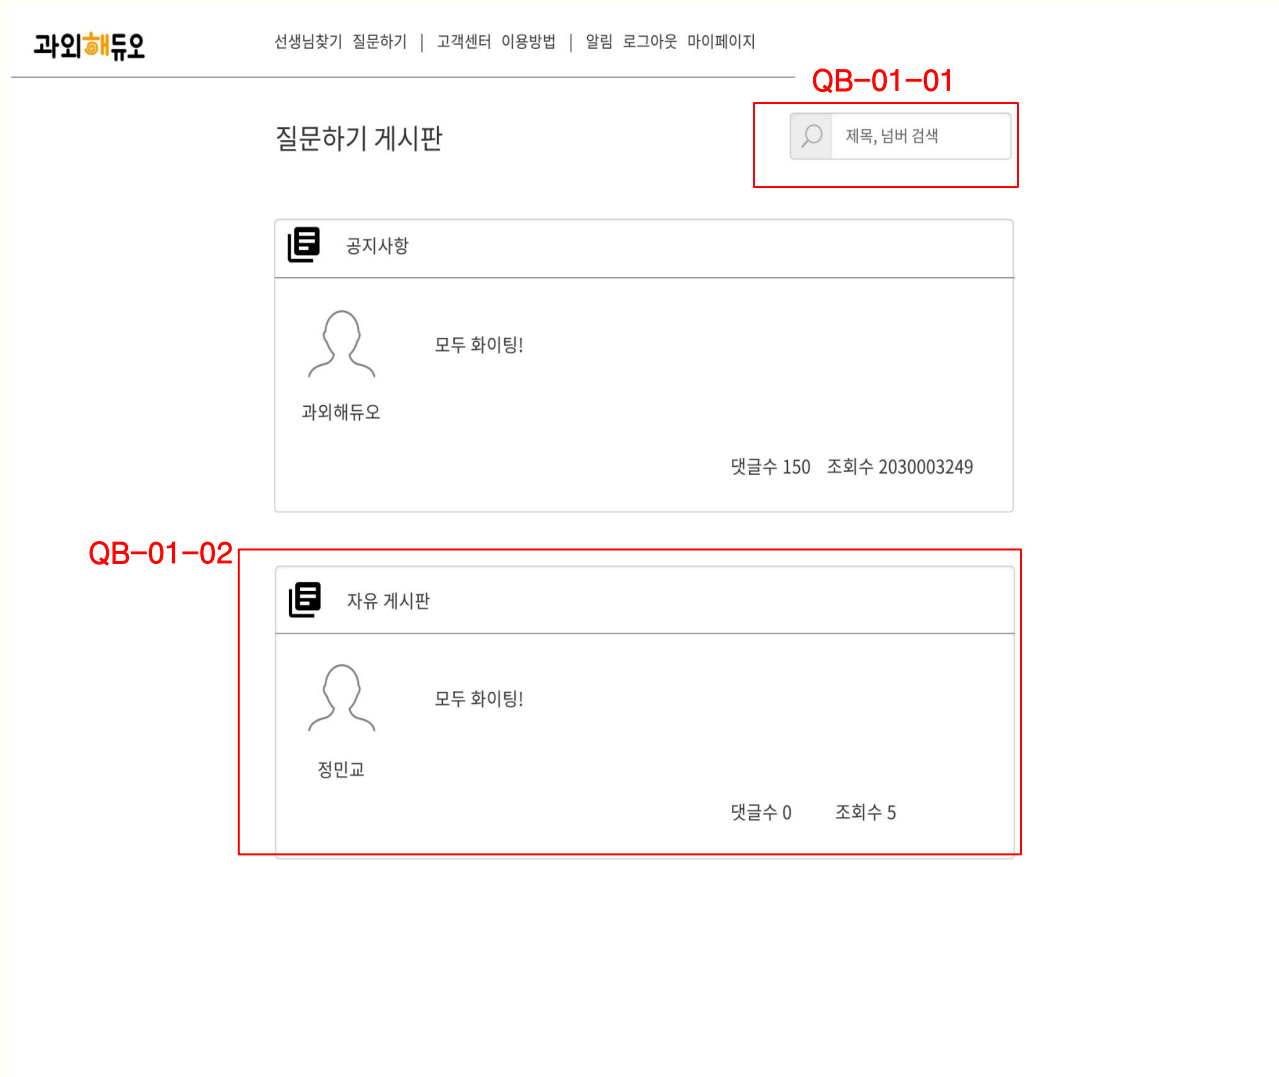 과외해듀오
선생님찾기 질문하기 | 고객센터 이용방법 | 알림 로그아웃 마이페이지
QB-01-01
질문하기 게시판
제목, 넘버 검색
공지사항
모두 화이팅!
과외해듀오
댓글수 150 조회수 2030003249
QB-01-02
자유 게시판
모두 화이팅!
정민교
댓글수 0 조회수 5